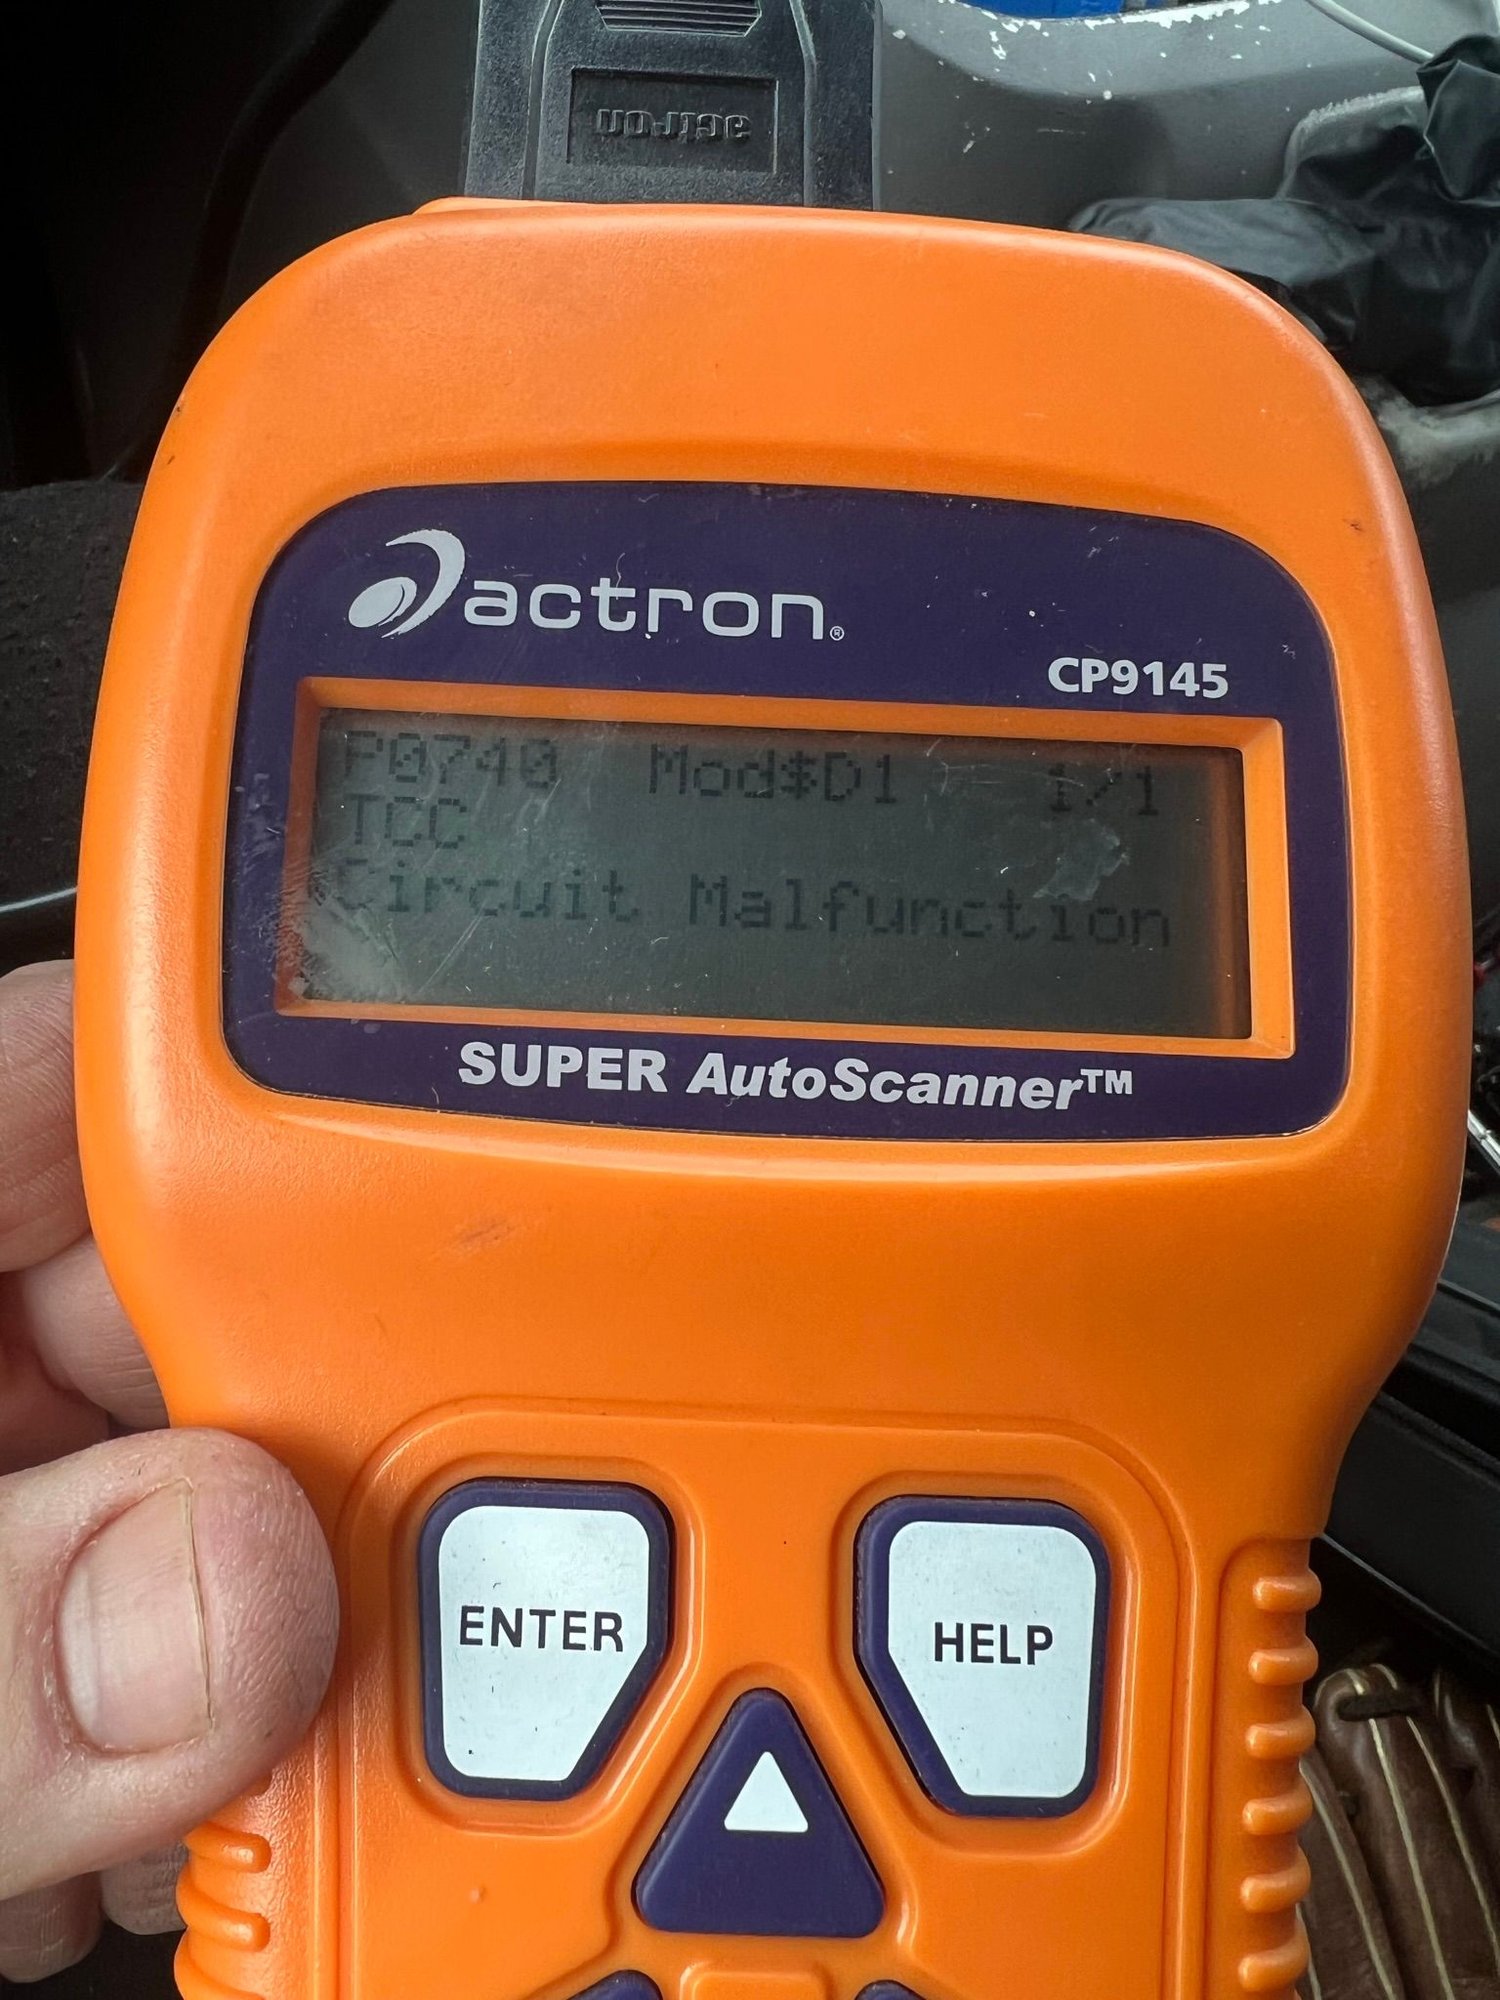 actron
actron®
CP9145
P0740 Mod$D1 1/1
TCC
Circuit Malfunction
SUPER AutoScanner™
ENTER
HELP